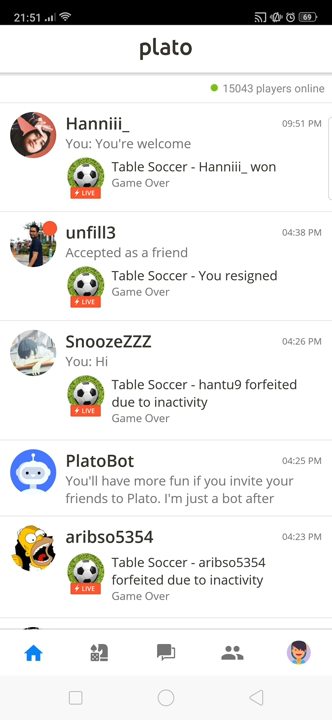 21:51
69
plato
15043 players online
Hanniii_
09:51 PM
You: You're welcome
Table Soccer - Hanniii_ won
LIVE
Game Over
unfill3
04:38 PM
Accepted as a friend
Table Soccer - You resigned
LIVE
Game Over
SnoozeZZZ
04:26 PM
You: Hi
Table Soccer - hantu9 forfeited
due to inactivity
LIVE
Game Over
PlatoBot
04:25 PM
You'll have more fun if you invite your
friends to Plato. I'm just a bot after
aribso5354
04:23 PM
Table Soccer - aribso5354
forfeited due to inactivity
LIVE
Game Over